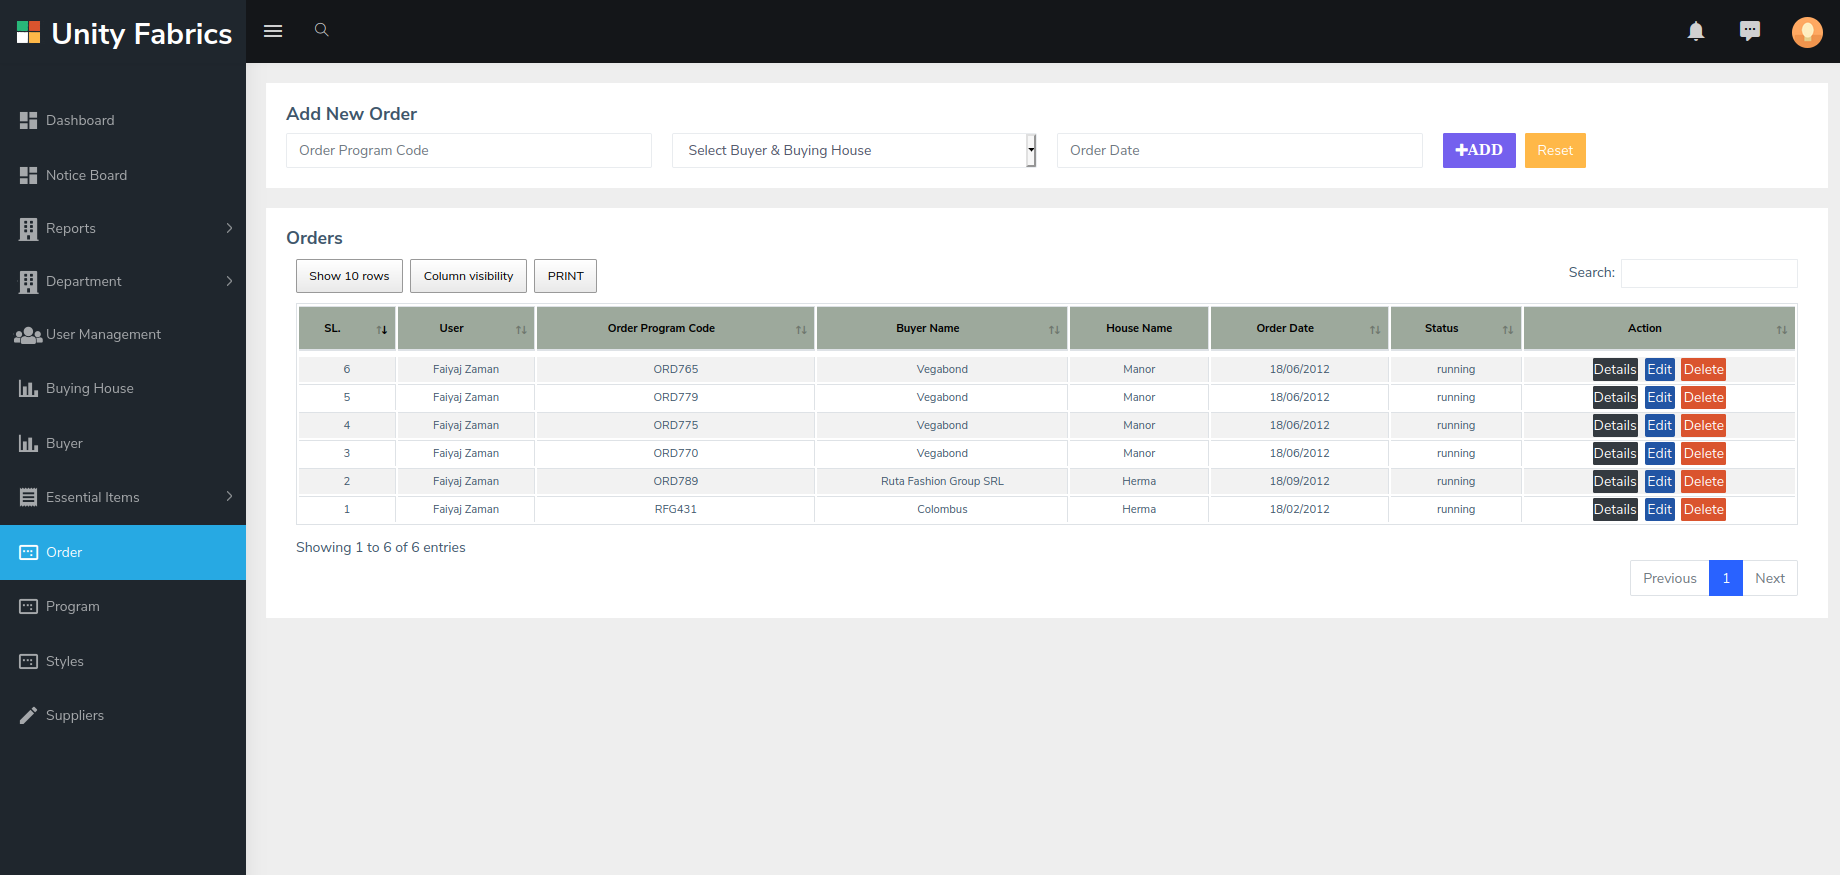 Unity Fabrics
Dashboard
Notice Board
Reports
Department
User Management
Buying House
Buyer
Essential Items
Order
Program
Styles
Suppliers
Add New Order
Order Program Code Select Buyer & Buying House Order Date ADD Reset
Orders
Show 10 rows Column visibility PRINT Search:
SL. User Order Program Code Buyer Name House Name Order Date Status Action
6 Faiyaj Zaman ORD765 Vegabond Manor 18/06/2012 running Details Edit Delete
5 Faiyaj Zaman ORD779 Vegabond Manor 18/06/2012 running Details Edit Delete
4 Faiyaj Zaman ORD775 Vegabond Manor 18/06/2012 running Details Edit Delete
3 Faiyaj Zaman ORD770 Vegabond Manor 18/06/2012 running Details Edit Delete
2 Faiyaj Zaman ORD789 Ruta Fashion Group SRL Herma 18/09/2012 running Details Edit Delete
1 Faiyaj Zaman RFG431 Colombus Herma 18/02/2012 running Details Edit Delete
Showing 1 to 6 of 6 entries
Previous 1 Next